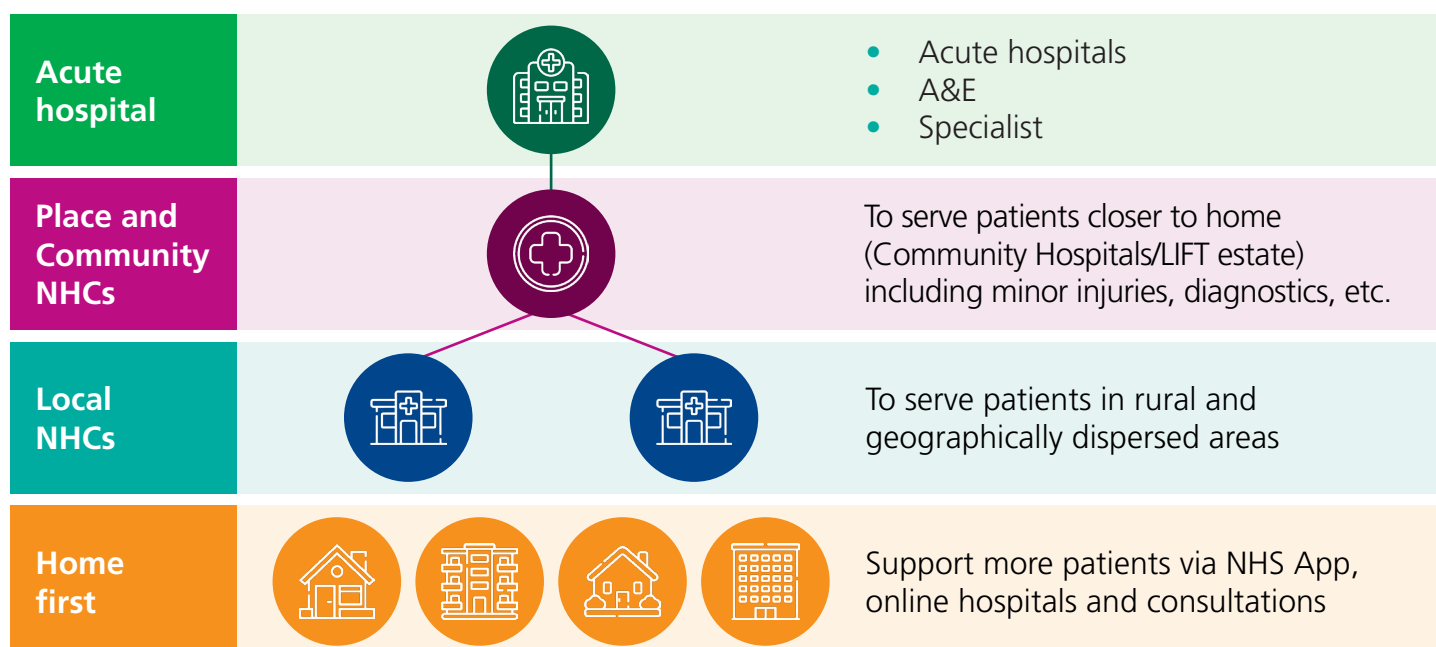 Acute
hospital
• Acute hospitals
• A&E
• Specialist
Place and
Community
NHCs
To serve patients closer to home
(Community Hospitals/LIFT estate)
including minor injuries, diagnostics, etc.
Local
NHCs
To serve patients in rural and
geographically dispersed areas
Home
first
Support more patients via NHS App,
online hospitals and consultations